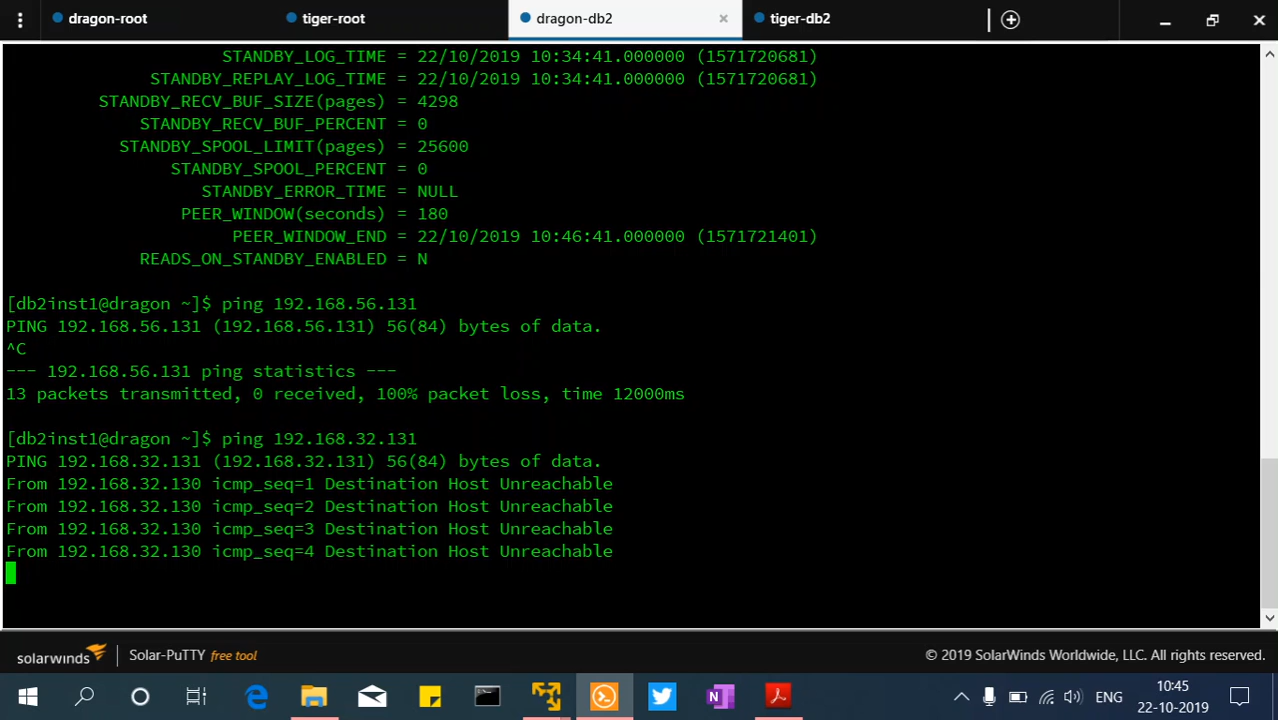 dragon-root
tiger-root
dragon-db2
tiger-db2
STANDBY_LOG_TIME = 22/10/2019 10:34:41.000000 (1571720681)
STANDBY_REPLAY_LOG_TIME = 22/10/2019 10:34:41.000000 (1571720681)
STANDBY_RECV_BUF_SIZE(pages) = 4298
STANDBY_RECV_BUF_PERCENT = 0
STANDBY_SPOOL_LIMIT(pages) = 25600
STANDBY_SPOOL_PERCENT = 0
STANDBY_ERROR_TIME = NULL
PEER_WINDOW(seconds) = 180
PEER_WINDOW_END = 22/10/2019 10:46:41.000000 (1571721401)
READS_ON_STANDBY_ENABLED = N
[db2inst1@dragon ~]$ ping 192.168.56.131
PING 192.168.56.131 (192.168.56.131) 56(84) bytes of data.
^C
--- 192.168.56.131 ping statistics ---
13 packets transmitted, 0 received, 100% packet loss, time 12000ms
[db2inst1@dragon ~]$ ping 192.168.32.131
PING 192.168.32.131 (192.168.32.131) 56(84) bytes of data.
From 192.168.32.130 icmp_seq=1 Destination Host Unreachable
From 192.168.32.130 icmp_seq=2 Destination Host Unreachable
From 192.168.32.130 icmp_seq=3 Destination Host Unreachable
From 192.168.32.130 icmp_seq=4 Destination Host Unreachable
solarwinds Solar-PuTTY free tool © 2019 SolarWinds Worldwide, LLC. All rights reserved.
ENG
10:45
22-10-2019